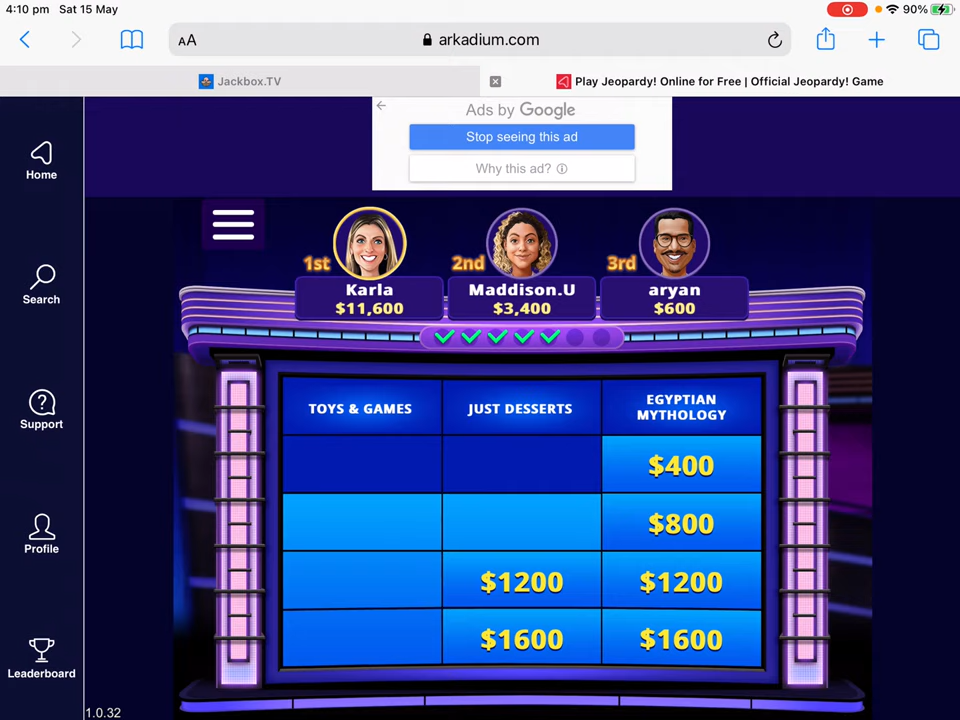 4:10 pm Sat 15 May
90%
AA
arkadium.com
Jackbox.TV
Play Jeopardy! Online for Free | Official Jeopardy! Game
Ads by Google
Stop seeing this ad
Why this ad?
Home
Search
Support
Profile
Leaderboard
1st
2nd
3rd
Karla
$11,600
Maddison.U
$3,400
aryan
$600
TOYS & GAMES
JUST DESSERTS
EGYPTIAN
MYTHOLOGY
$400
$800
$1200
$1200
$1600
$1600
1.0.32